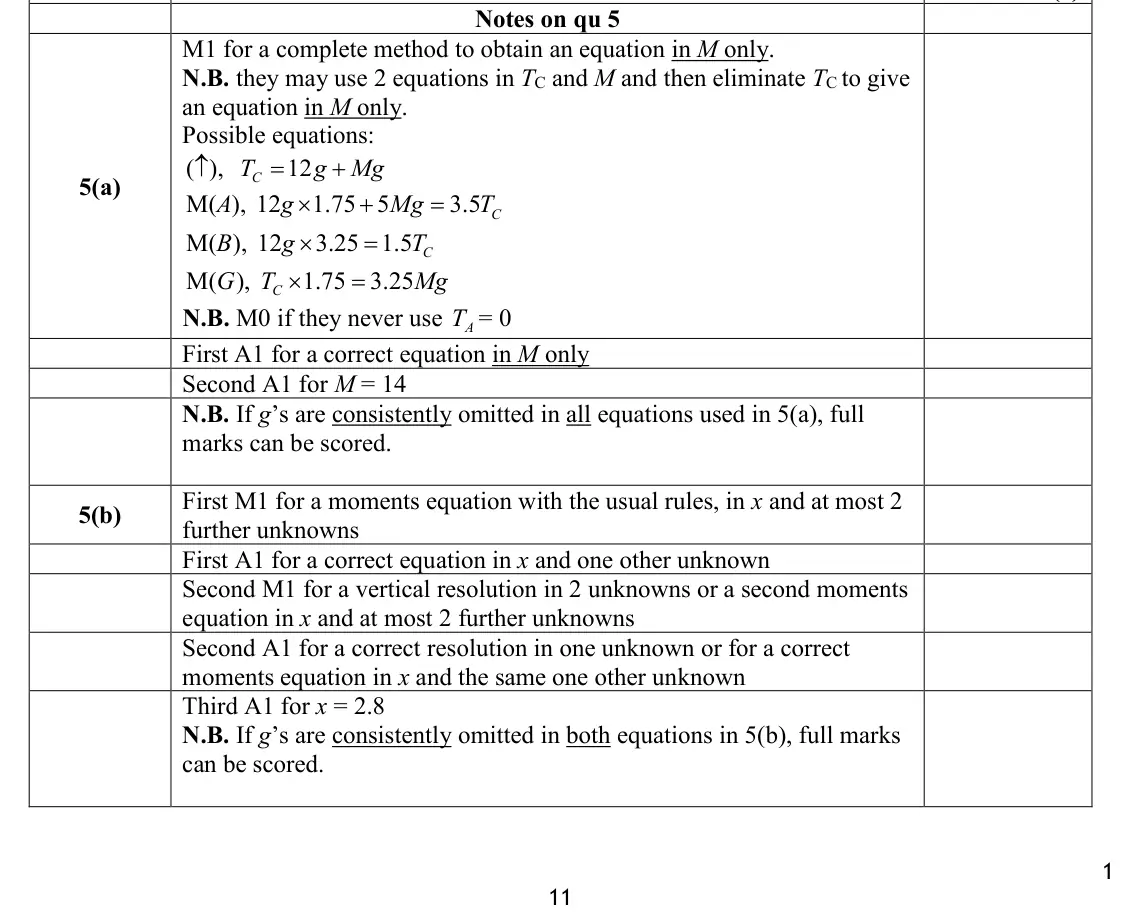 Notes on qu 5
5(a)
M1 for a complete method to obtain an equation in M only.
N.B. they may use 2 equations in TC and M and then eliminate TC to give
an equation in M only.
Possible equations:
(↑), TC = 12g + Mg
M(A), 12g × 1.75 + 5Mg = 3.5TC
M(B), 12g × 3.25 = 1.5TC
M(G), TC × 1.75 = 3.25Mg
N.B. M0 if they never use TA = 0
First A1 for a correct equation in M only
Second A1 for M = 14
N.B. If g’s are consistently omitted in all equations used in 5(a), full
marks can be scored.
5(b)
First M1 for a moments equation with the usual rules, in x and at most 2
further unknowns
First A1 for a correct equation in x and one other unknown
Second M1 for a vertical resolution in 2 unknowns or a second moments
equation in x and at most 2 further unknowns
Second A1 for a correct resolution in one unknown or for a correct
moments equation in x and the same one other unknown
Third A1 for x = 2.8
N.B. If g’s are consistently omitted in both equations in 5(b), full marks
can be scored.
1
11